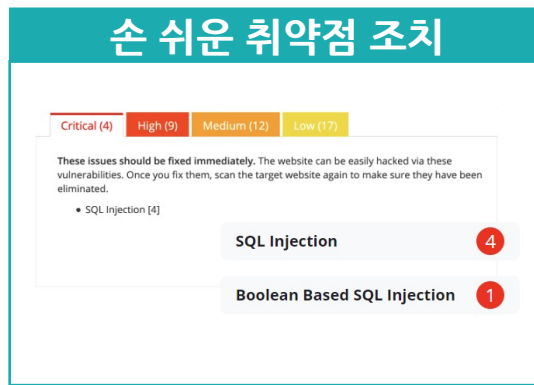 손 쉬운 취약점 조치
Critical (4) High (9) Medium (12) Low (17)
These issues should be fixed immediately. The website can be easily hacked via these
vulnerabilities. Once you fix them, scan the target website again to make sure they have been
eliminated.
• SQL Injection [4]
SQL Injection 4
Boolean Based SQL Injection 1